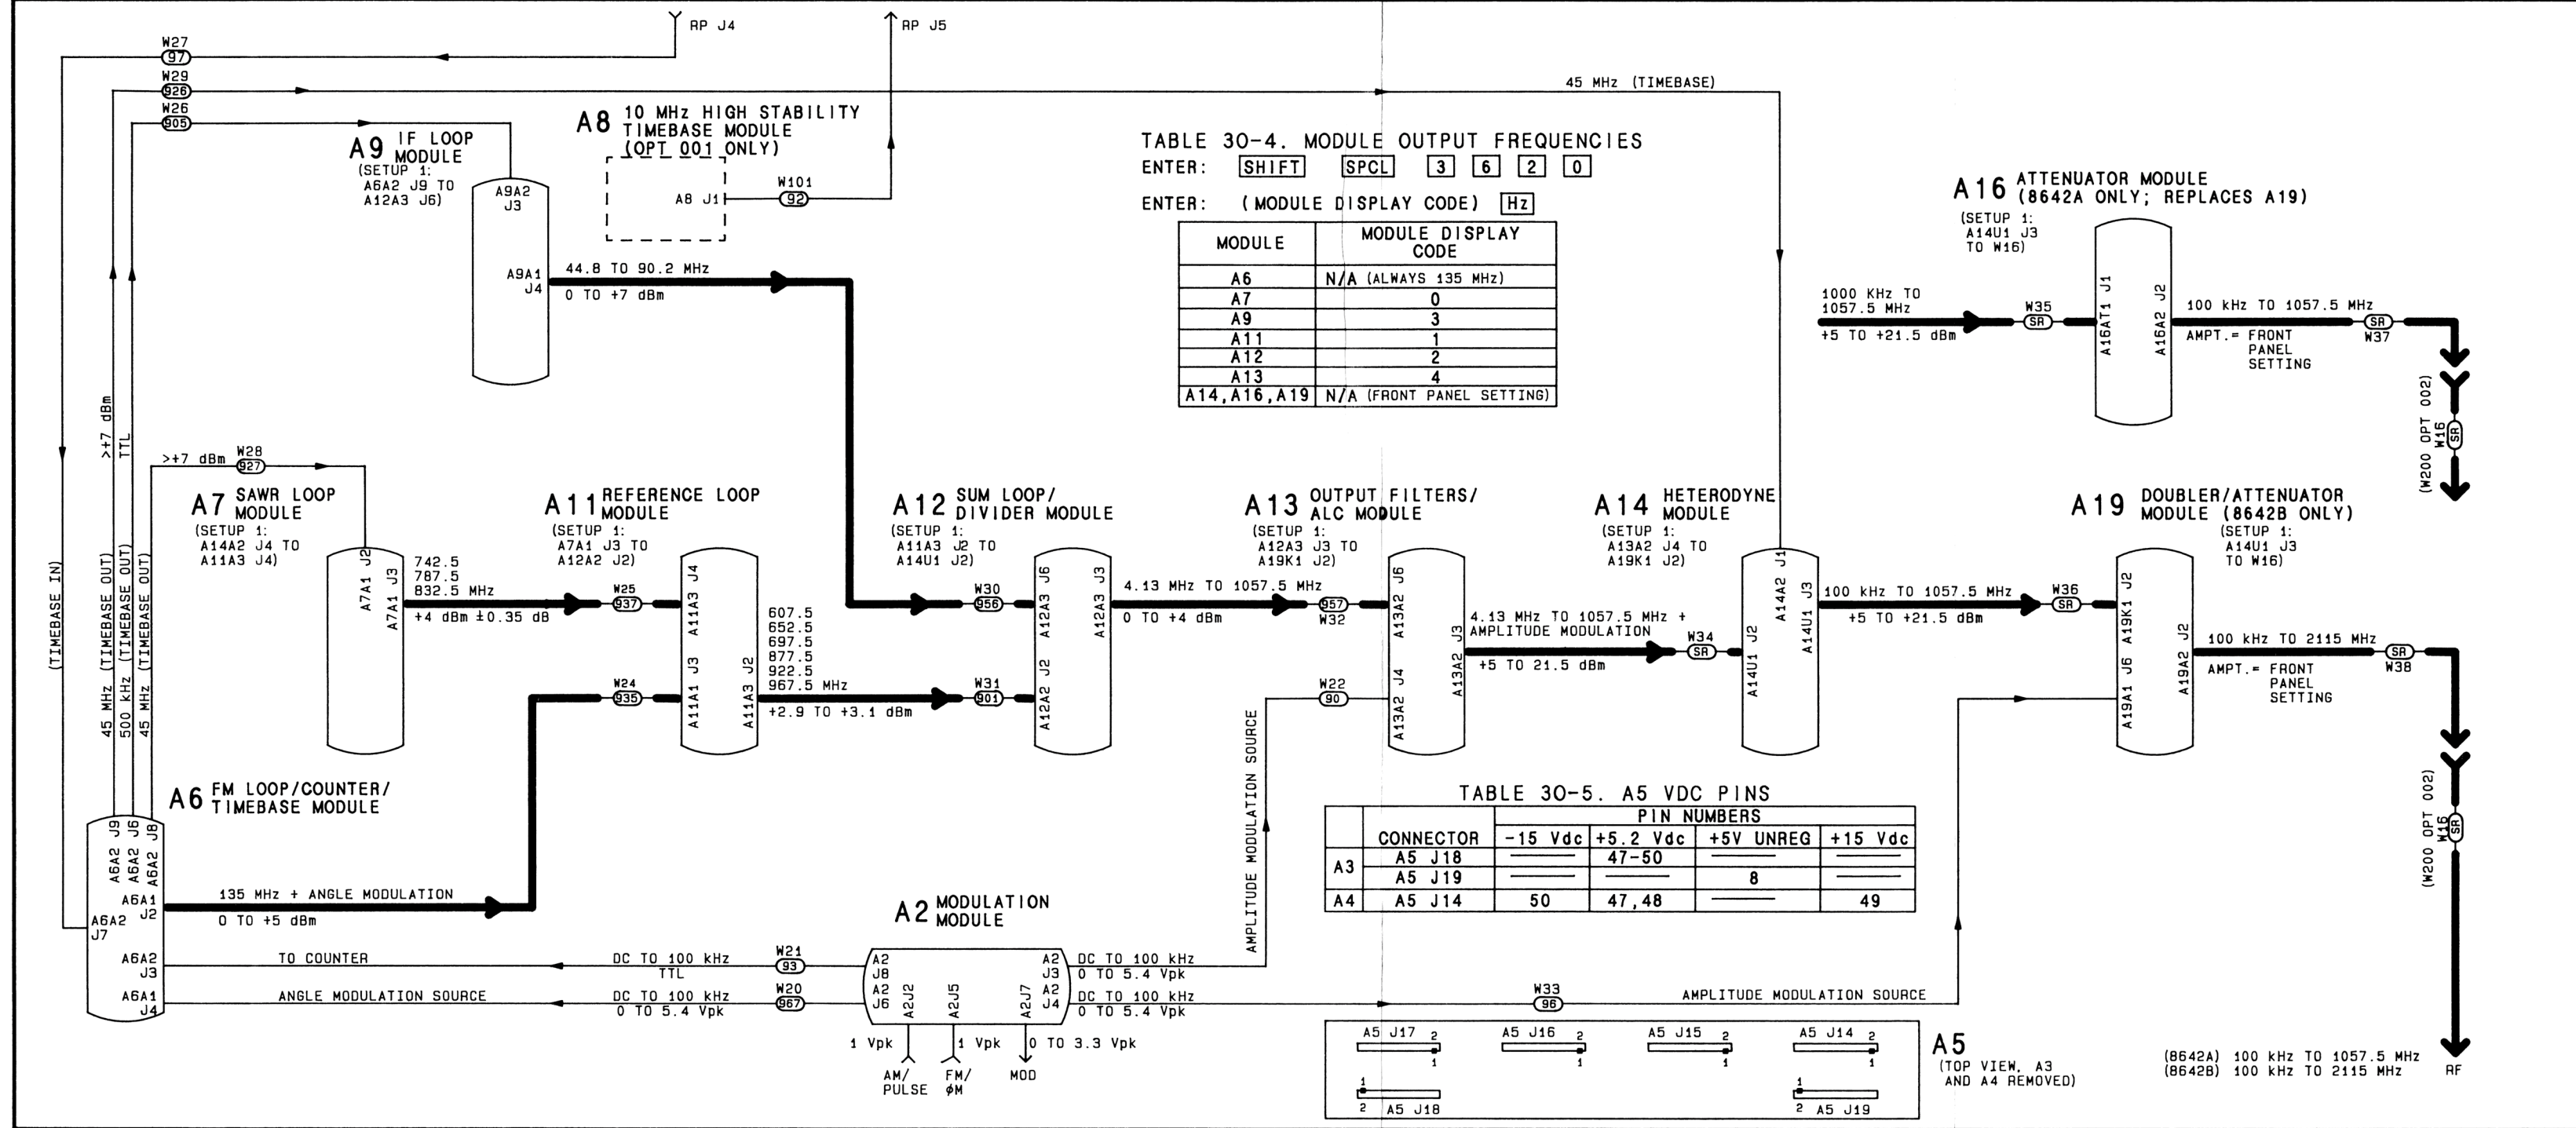 RP J4
RP J5
W27
97
W29
926
W26
905
45 MHz (TIMEBASE)
A9 IF LOOP
MODULE
(SETUP 1:
A6A2 J9 TO
A12A3 J6)
A9A2
J3
A9A1
J4
44.8 TO 90.2 MHz
0 TO +7 dBm
A8 10 MHz HIGH STABILITY
TIMEBASE MODULE
(OPT 001 ONLY)
A8 J1
W101
92
TABLE 30-4. MODULE OUTPUT FREQUENCIES
ENTER: SHIFT SPCL 3 6 2 0
ENTER: (MODULE DISPLAY CODE) Hz
MODULE MODULE DISPLAY
CODE
A6 N/A (ALWAYS 135 MHz)
A7 0
A9 3
A11 1
A12 2
A13 4
A14,A16,A19 N/A (FRONT PANEL SETTING)
A16 ATTENUATOR MODULE
(8642A ONLY; REPLACES A19)
(SETUP 1:
A14U1 J3
TO W16)
1000 KHz TO
1057.5 MHz
+5 TO +21.5 dBm
W35
SR
A16AT1 J1
A16A2 J2
100 kHz TO 1057.5 MHz
AMPT.= FRONT
PANEL
SETTING
SR
W37
(W200 OPT 002)
W16
SR
(TIMEBASE IN)
45 MHz (TIMEBASE OUT)
>+7 dBm
500 kHz (TIMEBASE OUT)
TTL
45 MHz (TIMEBASE OUT)
>+7 dBm
W28
927
A7 SAWR LOOP
MODULE
(SETUP 1:
A14A2 J4 TO
A11A3 J4)
A7A1 J2
A7A1 J3
742.5
787.5
832.5 MHz
+4 dBm ±0.35 dB
W25
937
A11 REFERENCE LOOP
MODULE
(SETUP 1:
A7A1 J3 TO
A12A2 J2)
A11A3 J4
A11A1 J3
A11A3 J2
W24
935
607.5
652.5
697.5
877.5
922.5
967.5 MHz
+2.9 TO +3.1 dBm
A12 SUM LOOP/
DIVIDER MODULE
(SETUP 1:
A11A3 J2 TO
A14U1 J2)
W30
956
W31
901
A12A3 J6
A12A2 J2
A12A3 J3
4.13 MHz TO 1057.5 MHz
0 TO +4 dBm
957
W32
A13 OUTPUT FILTERS/
ALC MODULE
(SETUP 1:
A12A3 J3 TO
A19K1 J2)
A13A2 J6
A13A2 J4
A13A2 J3
W22
90
4.13 MHz TO 1057.5 MHz +
AMPLITUDE MODULATION
+5 TO 21.5 dBm
W34
SR
A14 HETERODYNE
MODULE
(SETUP 1:
A13A2 J4 TO
A19K1 J2)
A14A2 J1
A14U1 J2
A14U1 J3
100 kHz TO 1057.5 MHz
+5 TO +21.5 dBm
W36
SR
A19 DOUBLER/ATTENUATOR
MODULE (8642B ONLY)
(SETUP 1:
A14U1 J3
TO W16)
A19K1 J2
A19A1 J6
A19A2 J2
100 kHz TO 2115 MHz
AMPT.= FRONT
PANEL
SETTING
SR
W38
(W200 OPT 002)
W16
SR
A6 FM LOOP/COUNTER/
TIMEBASE MODULE
A6A2 J9
A6A2 J6
A6A2 J8
A6A1
J2
A6A2
J7
A6A2
J3
A6A1
J4
135 MHz + ANGLE MODULATION
0 TO +5 dBm
TO COUNTER
DC TO 100 kHz
TTL
W21
93
ANGLE MODULATION SOURCE
DC TO 100 kHz
0 TO 5.4 Vpk
W20
967
A2 MODULATION
MODULE
A2
J8
A2
J6
A2J2
A2J5
A2J7
A2
J3
A2
J4
DC TO 100 kHz
0 TO 5.4 Vpk
DC TO 100 kHz
0 TO 5.4 Vpk
AMPLITUDE MODULATION SOURCE
W33
96
AMPLITUDE MODULATION SOURCE
1 Vpk
1 Vpk
0 TO 3.3 Vpk
AM/
PULSE
FM/
ØM
MOD
TABLE 30-5. A5 VDC PINS
PIN NUMBERS
CONNECTOR -15 Vdc +5.2 Vdc +5V UNREG +15 Vdc
A3 A5 J18 —— 47-50 —— ——
A5 J19 —— —— 8 ——
A4 A5 J14 50 47,48 —— 49
A5 J17 2
1
A5 J16 2
1
A5 J15 2
1
A5 J14 2
1
1
2 A5 J18
1
2 A5 J19
A5
(TOP VIEW, A3
AND A4 REMOVED)
(8642A) 100 kHz TO 1057.5 MHz
(8642B) 100 kHz TO 2115 MHz
RF